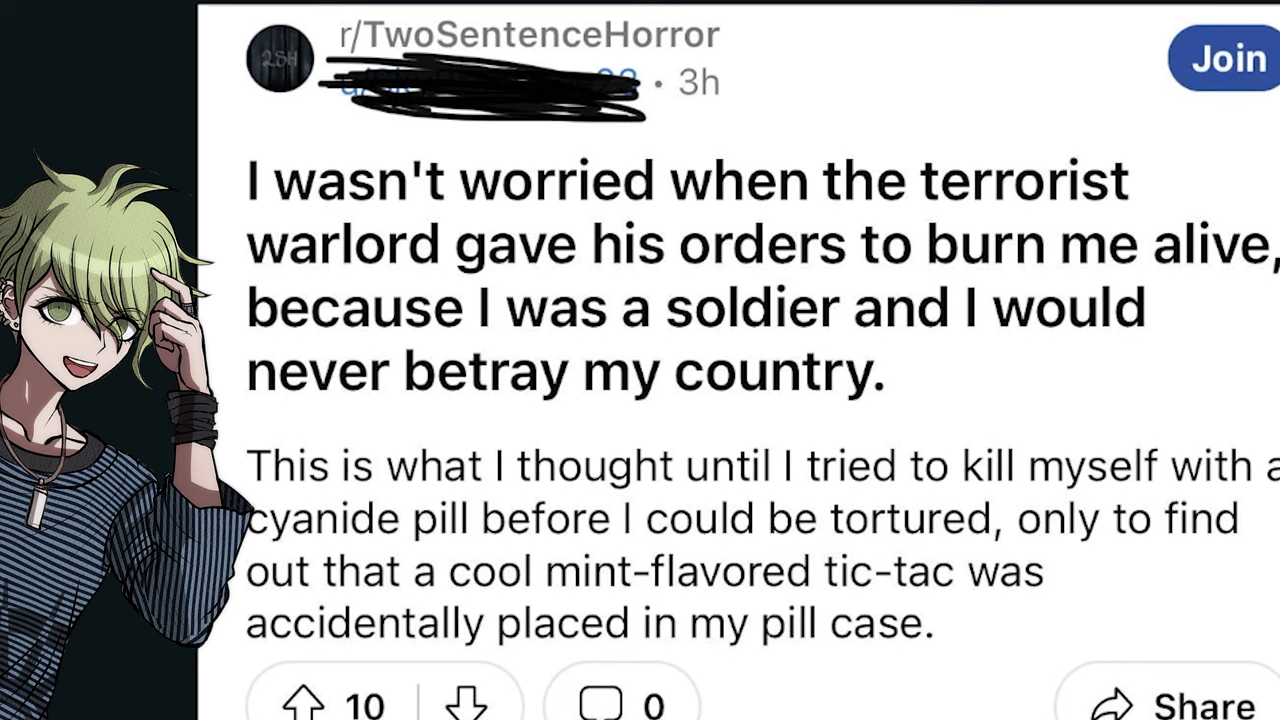 2SH
r/TwoSentenceHorror
• 3h
Join
I wasn't worried when the terrorist
warlord gave his orders to burn me alive,
because I was a soldier and I would
never betray my country.
This is what I thought until I tried to kill myself with a
cyanide pill before I could be tortured, only to find
out that a cool mint-flavored tic-tac was
accidentally placed in my pill case.
10
0
Share